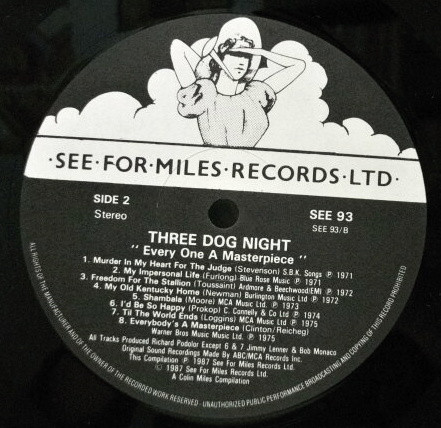 ·SEE·FOR·MILES·RECORDS·LTD·
SIDE 2
Stereo
SEE 93
SEE 93/B
THREE DOG NIGHT
"Every One A Masterpiece"
1. Murder In My Heart For The Judge (Stevenson) S.B.K. Songs ℗ 1971
2. My Impersonal Life (Furlong) Blue Rose Music ℗ 1971
3. Freedom For The Stallion (Toussaint) Ardmore & Beechwood/EMI ℗ 1972
4. My Old Kentucky Home (Newman) Burlington Music Ltd ℗ 1972
5. Shambala (Moore) MCA Music Ltd. ℗ 1973
6. I'd Be So Happy (Prokop) C. Connelly & Co Ltd ℗ 1974
7. Til The World Ends (Loggins) MCA Music Ltd ℗ 1975
8. Everybody's A Masterpiece (Clinton/Reicheg)
Warner Bros Music Ltd. ℗ 1975
All Tracks Produced Richard Podolor Except 6 & 7 Jimmy Lenner & Bob Monaco
Original Sound Recordings Made By ABC/MCA Records Inc.
This Compilation ℗ 1987 See For Miles Records Ltd.
© 1987 See For Miles Records Ltd.
A Colin Miles Compilation
ALL RIGHTS OF THE MANUFACTURER AND OF THE OWNER OF THE RECORDED WORK RESERVED · UNAUTHORIZED PUBLIC PERFORMANCE BROADCASTING AND COPYING OF THIS RECORD PROHIBITED